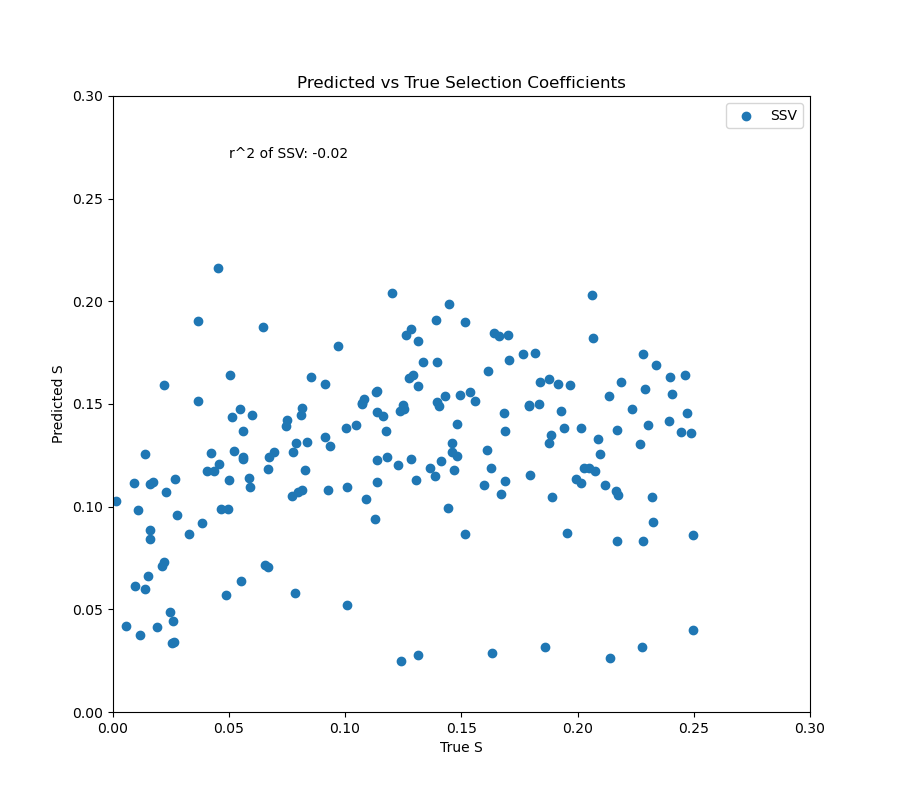 Predicted vs True Selection Coefficients
SSV
r^2 of SSV: -0.02
Predicted S
0.30
0.25
0.20
0.15
0.10
0.05
0.00
0.00 0.05 0.10 0.15 0.20 0.25 0.30
True S